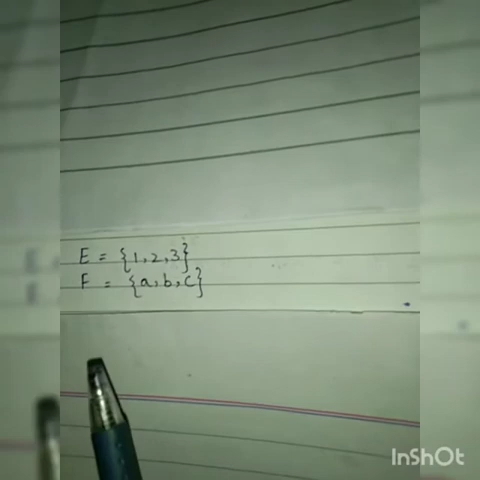 E = {1,2,3}
F = {a,b,c}
InShOt